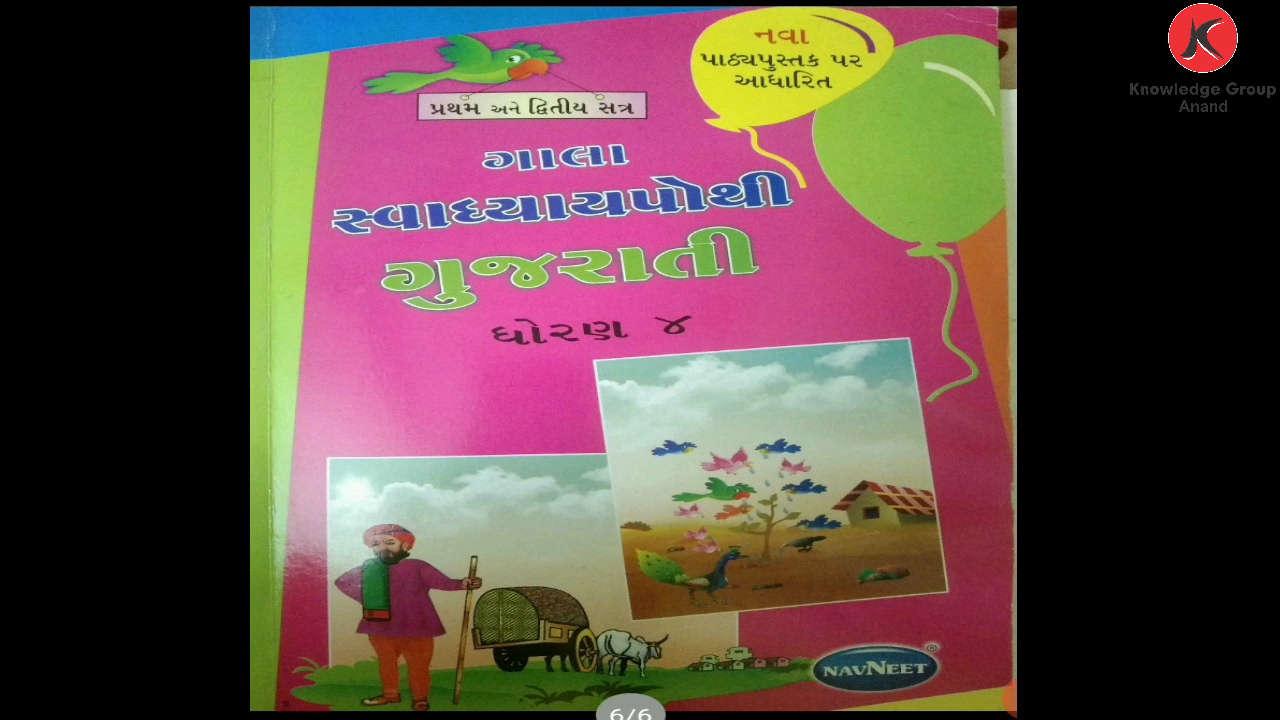 નવા
પાઠ્યપુસ્તક પર
આધારિત
પ્રથમ અને દ્વિતીય સત્ર
ગાલા
સ્વાધ્યાયપોથી
ગુજરાતી
ધોરણ ૪
NAVNEET
Knowledge Group
Anand
6/6